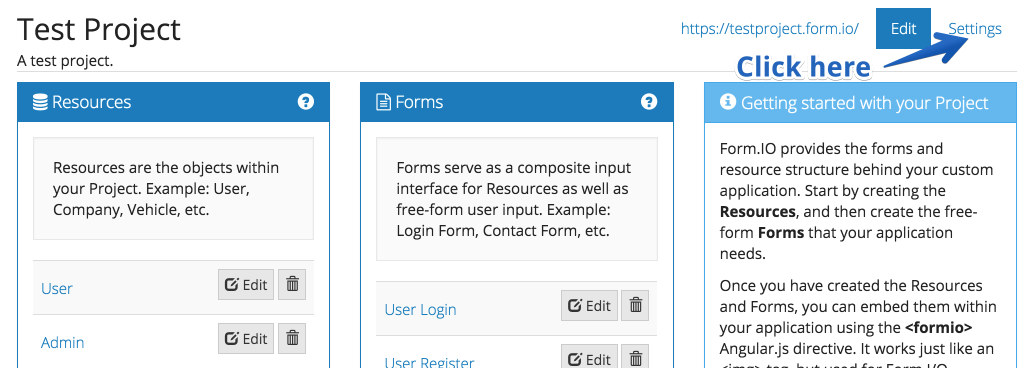 Test Project
https://testproject.form.io/ Edit Settings
A test project.
Click here
Resources
Resources are the objects within
your Project. Example: User,
Company, Vehicle, etc.
User Edit
Admin Edit
Forms
Forms serve as a composite input
interface for Resources as well as
free-form user input. Example:
Login Form, Contact Form, etc.
User Login Edit
User Register Edit
Getting started with your Project
Form.IO provides the forms and
resource structure behind your custom
application. Start by creating the
Resources, and then create the free-
form Forms that your application
needs.
Once you have created the Resources
and Forms, you can embed them within
your application using the <formio>
Angular.js directive. It works just like an
<img> tag, but used for Form I/O